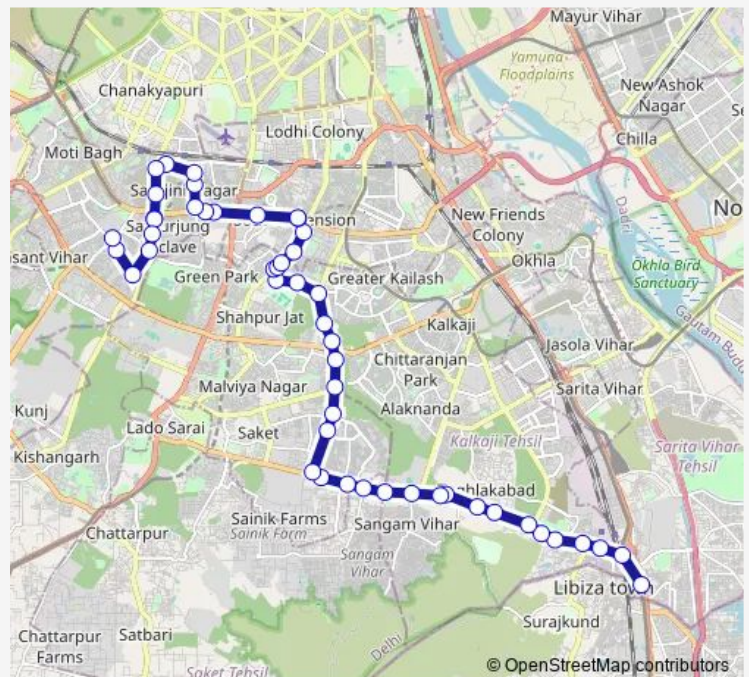 Mayur Vihar
Yamuna
Floodplains
Chanakyapuri
New Ashok
Nagar
Lodhi Colony
Chilla
Moti Bagh
Dadri
New Friends
Colony
No
Okhla
Okhla Bird
Sanctuary
Green Park
Greater Kailash
Shahpur Jat
Kalkaji
Jasola Vihar
Chittaranjan
Park
Malviya Nagar
Sarita Vihar
Kunj
Alaknanda
Lado Sarai
Saket
Kalkaji Tehsil
Sarita Vihar
Tehsil
Kishangarh
Sainik Farms
Sainik Farm
Sangam Vihar
Chattarpur
Sangam
Vihar
Surajkund
Chattarpur
Farms
Satbari
Delhi
Saket Tehsil
© OpenStreetMap contributors